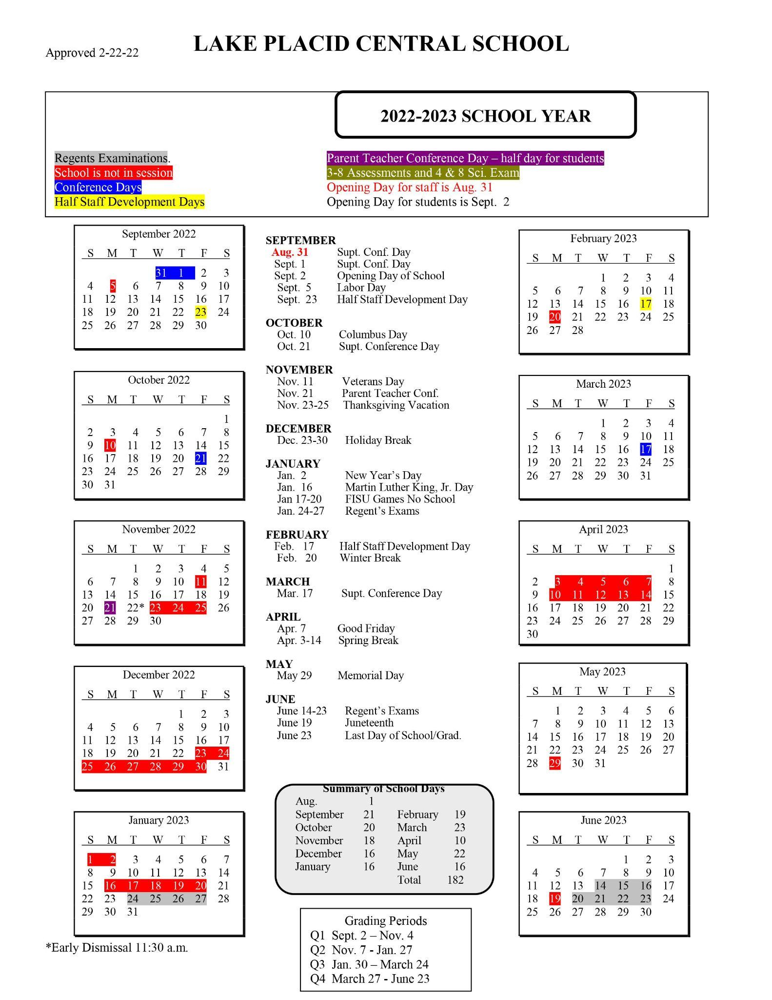 LAKE PLACID CENTRAL SCHOOL
Approved 2-22-22
2022-2023 SCHOOL YEAR
Regents Examinations.
School is not in session
Conference Days
Half Staff Development Days
Parent Teacher Conference Day – half day for students
3-8 Assessments and 4 & 8 Sci. Exam
Opening Day for staff is Aug. 31
Opening Day for students is Sept. 2
September 2022
S M T W T F S
31 1 2 3
4 5 6 7 8 9 10
11 12 13 14 15 16 17
18 19 20 21 22 23 24
25 26 27 28 29 30
October 2022
S M T W T F S
1
2 3 4 5 6 7 8
9 10 11 12 13 14 15
16 17 18 19 20 21 22
23 24 25 26 27 28 29
30 31
November 2022
S M T W T F S
1 2 3 4 5
6 7 8 9 10 11 12
13 14 15 16 17 18 19
20 21 22* 23 24 25 26
27 28 29 30
December 2022
S M T W T F S
1 2 3
4 5 6 7 8 9 10
11 12 13 14 15 16 17
18 19 20 21 22 23 24
25 26 27 28 29 30 31
January 2023
S M T W T F S
1 2 3 4 5 6 7
8 9 10 11 12 13 14
15 16 17 18 19 20 21
22 23 24 25 26 27 28
29 30 31
*Early Dismissal 11:30 a.m.
SEPTEMBER
Aug. 31 Supt. Conf. Day
Sept. 1 Supt. Conf. Day
Sept. 2 Opening Day of School
Sept. 5 Labor Day
Sept. 23 Half Staff Development Day
OCTOBER
Oct. 10 Columbus Day
Oct. 21 Supt. Conference Day
NOVEMBER
Nov. 11 Veterans Day
Nov. 21 Parent Teacher Conf.
Nov. 23-25 Thanksgiving Vacation
DECEMBER
Dec. 23-30 Holiday Break
JANUARY
Jan. 2 New Year’s Day
Jan. 16 Martin Luther King, Jr. Day
Jan 17-20 FISU Games No School
Jan. 24-27 Regent’s Exams
FEBRUARY
Feb. 17 Half Staff Development Day
Feb. 20 Winter Break
MARCH
Mar. 17 Supt. Conference Day
APRIL
Apr. 7 Good Friday
Apr. 3-14 Spring Break
MAY
May 29 Memorial Day
JUNE
June 14-23 Regent’s Exams
June 19 Juneteenth
June 23 Last Day of School/Grad.
Summary of School Days
Aug. 1
September 21 February 19
October 20 March 23
November 18 April 10
December 16 May 22
January 16 June 16
Total 182
Grading Periods
Q1 Sept. 2 – Nov. 4
Q2 Nov. 7 - Jan. 27
Q3 Jan. 30 – March 24
Q4 March 27 - June 23
February 2023
S M T W T F S
1 2 3 4
5 6 7 8 9 10 11
12 13 14 15 16 17 18
19 20 21 22 23 24 25
26 27 28
March 2023
S M T W T F S
1 2 3 4
5 6 7 8 9 10 11
12 13 14 15 16 17 18
19 20 21 22 23 24 25
26 27 28 29 30 31
April 2023
S M T W T F S
1
2 3 4 5 6 7 8
9 10 11 12 13 14 15
16 17 18 19 20 21 22
23 24 25 26 27 28 29
30
May 2023
S M T W T F S
1 2 3 4 5 6
7 8 9 10 11 12 13
14 15 16 17 18 19 20
21 22 23 24 25 26 27
28 29 30 31
June 2023
S M T W T F S
1 2 3
4 5 6 7 8 9 10
11 12 13 14 15 16 17
18 19 20 21 22 23 24
25 26 27 28 29 30